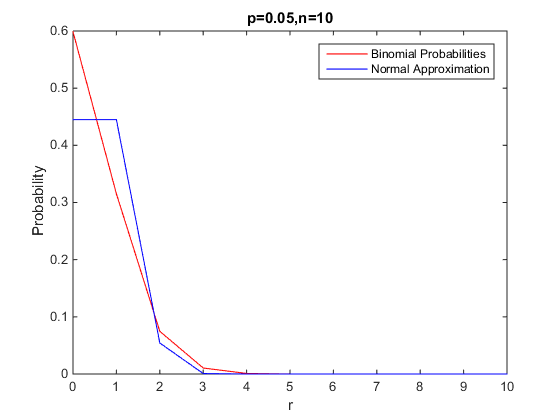 p=0.05,n=10
Binomial Probabilities
Normal Approximation
0.6
0.5
0.4
0.3
0.2
0.1
0
Probability
0 1 2 3 4 5 6 7 8 9 10
r